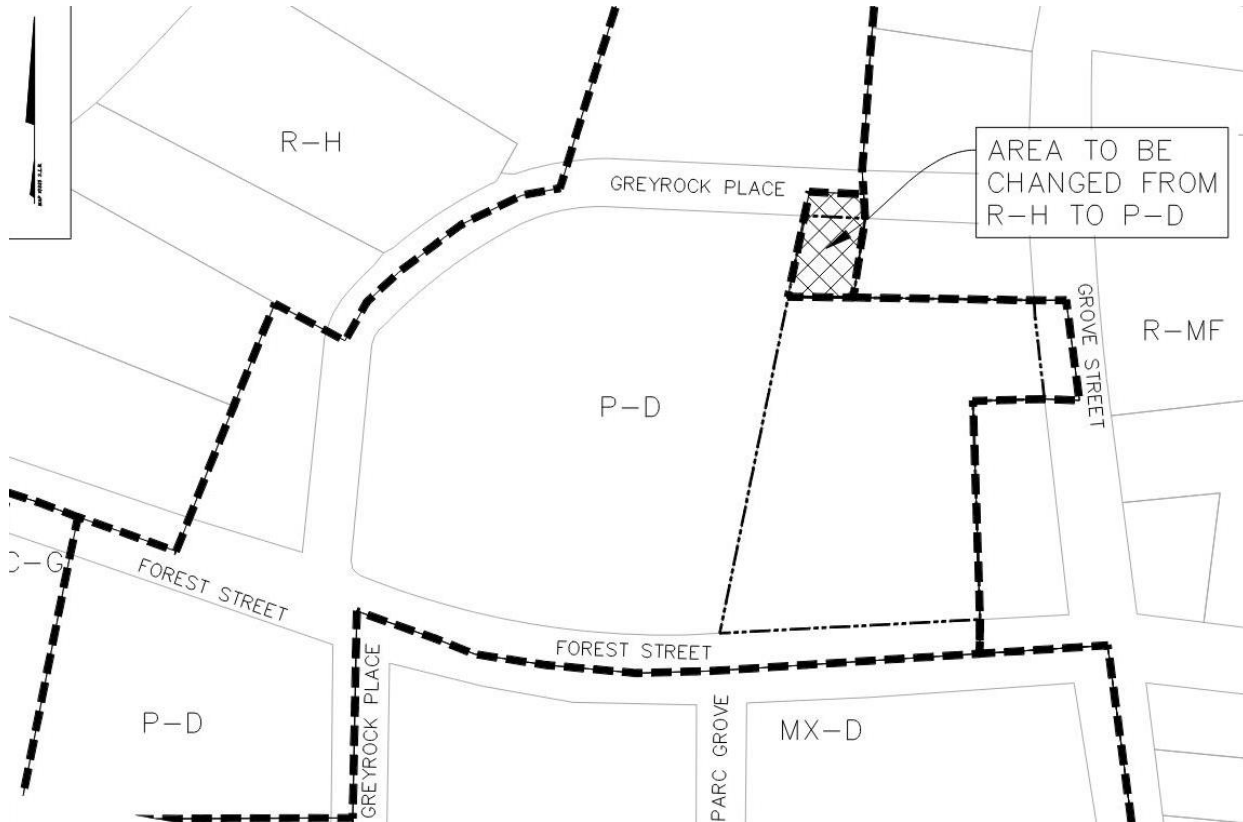 R-H
GREYROCK PLACE
AREA TO BE
CHANGED FROM
R-H TO P-D
GROVE STREET
R-MF
P-D
C-G
FOREST STREET
FOREST STREET
GREYROCK PLACE
P-D
PARC GROVE
MX-D